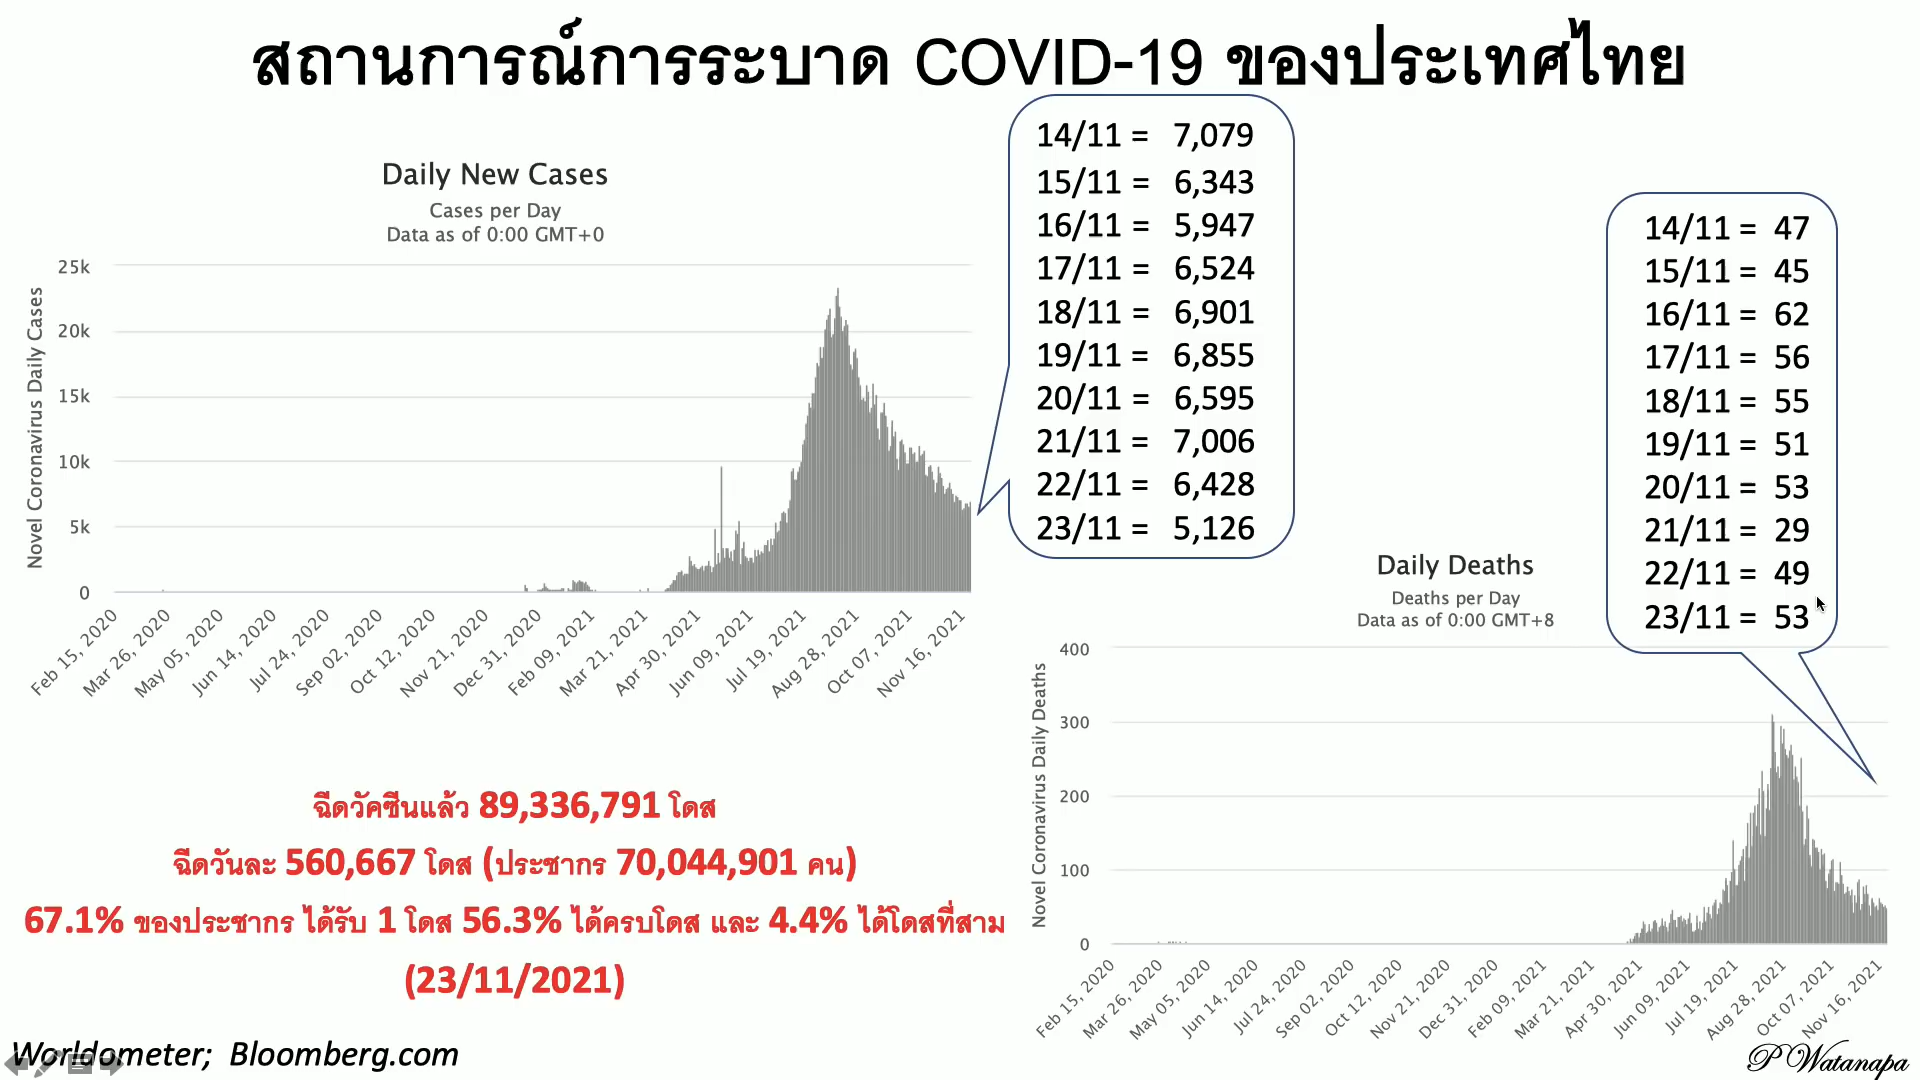 สถานการณ์การระบาด COVID-19 ของประเทศไทย
Daily New Cases
Cases per Day
Data as of 0:00 GMT+0
Novel Coronavirus Daily Cases
25k
20k
15k
10k
5k
0
Feb 15, 2020
Mar 26, 2020
May 05, 2020
Jun 14, 2020
Jul 24, 2020
Sep 02, 2020
Oct 12, 2020
Nov 21, 2020
Dec 31, 2020
Feb 09, 2021
Mar 21, 2021
Apr 30, 2021
Jun 09, 2021
Jul 19, 2021
Aug 28, 2021
Oct 07, 2021
Nov 16, 2021
14/11 = 7,079
15/11 = 6,343
16/11 = 5,947
17/11 = 6,524
18/11 = 6,901
19/11 = 6,855
20/11 = 6,595
21/11 = 7,006
22/11 = 6,428
23/11 = 5,126
14/11 = 47
15/11 = 45
16/11 = 62
17/11 = 56
18/11 = 55
19/11 = 51
20/11 = 53
21/11 = 29
22/11 = 49
23/11 = 53
Daily Deaths
Deaths per Day
Data as of 0:00 GMT+8
Novel Coronavirus Daily Deaths
400
300
200
100
0
Feb 15, 2020
Mar 26, 2020
May 05, 2020
Jun 14, 2020
Jul 24, 2020
Sep 02, 2020
Oct 12, 2020
Nov 21, 2020
Dec 31, 2020
Feb 09, 2021
Mar 21, 2021
Apr 30, 2021
Jun 09, 2021
Jul 19, 2021
Aug 28, 2021
Oct 07, 2021
Nov 16, 2021
ฉีดวัคซีนแล้ว 89,336,791 โดส
ฉีดวันละ 560,667 โดส (ประชากร 70,044,901 คน)
67.1% ของประชากร ได้รับ 1 โดส 56.3% ได้ครบโดส และ 4.4% ได้โดสที่สาม
(23/11/2021)
Worldometer; Bloomberg.com
P Watanapa